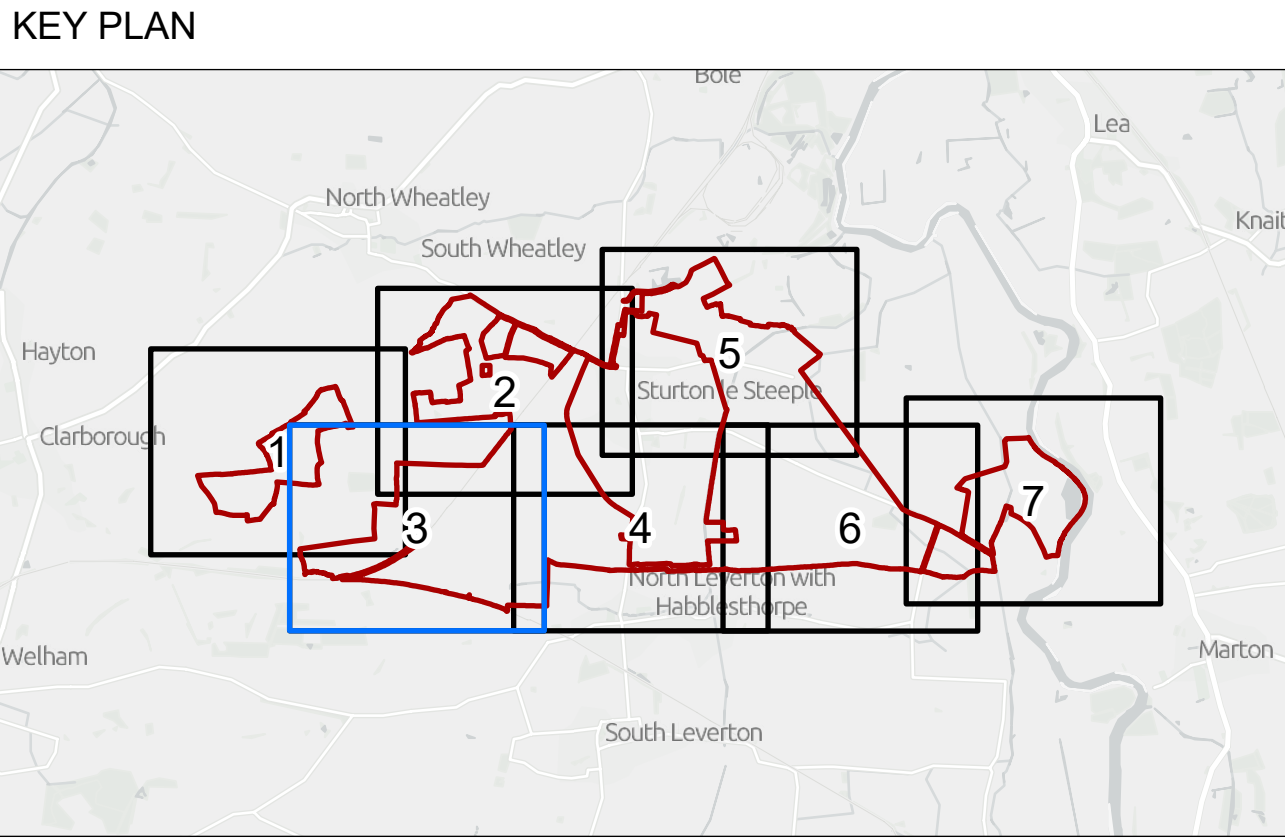 KEY PLAN
Bole
Lea
North Wheatley
Knait
South Wheatley
Hayton
5
Sturton le Steeple
2
Clarborough
1
7
3
4
6
North Leverton with
Habblesthorpe
Welham
Marton
South Leverton